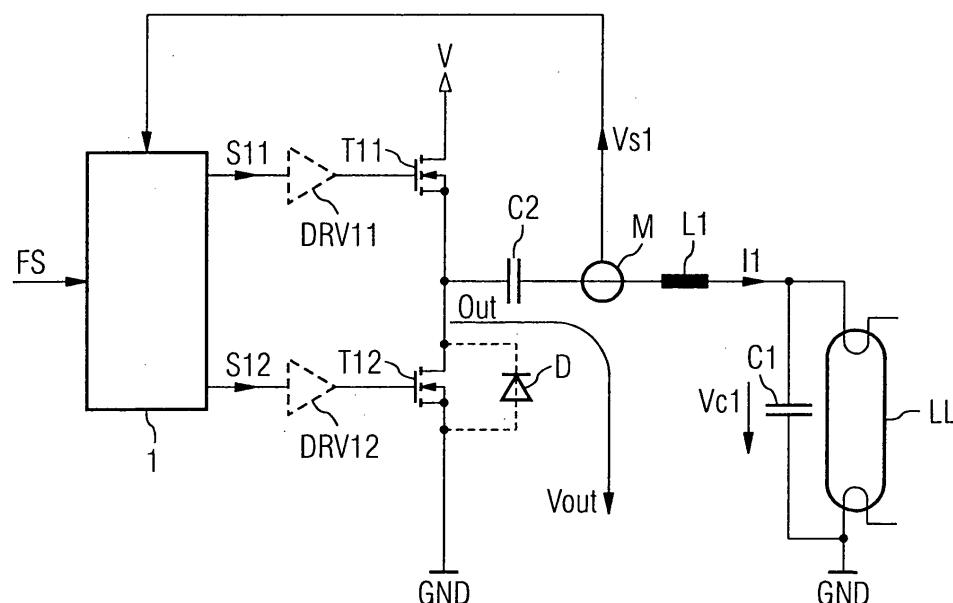 V
Vs1
S11
T11
DRV11
C2
M
L1
I1
FS
Out
S12
T12
D
C1
Vc1
LL
1
DRV12
Vout
GND
GND